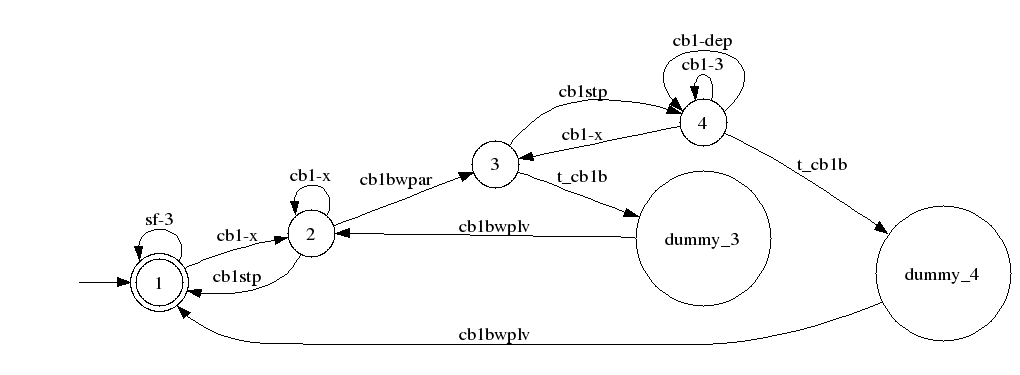 cb1-dep
cb1-3
cb1stp
4
cb1-x
3
t_cb1b
t_cb1b
cb1-x
cb1bwpar
sf-3
cb1-x
2
cb1bwplv
dummy_3
cb1stp
1
dummy_4
cb1bwplv